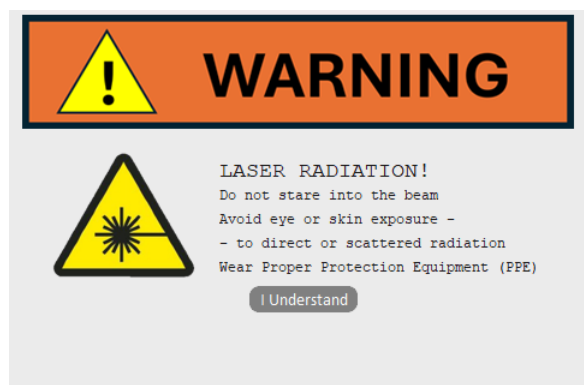 WARNING
LASER RADIATION!
Do not stare into the beam
Avoid eye or skin exposure -
- to direct or scattered radiation
Wear Proper Protection Equipment (PPE)
I Understand